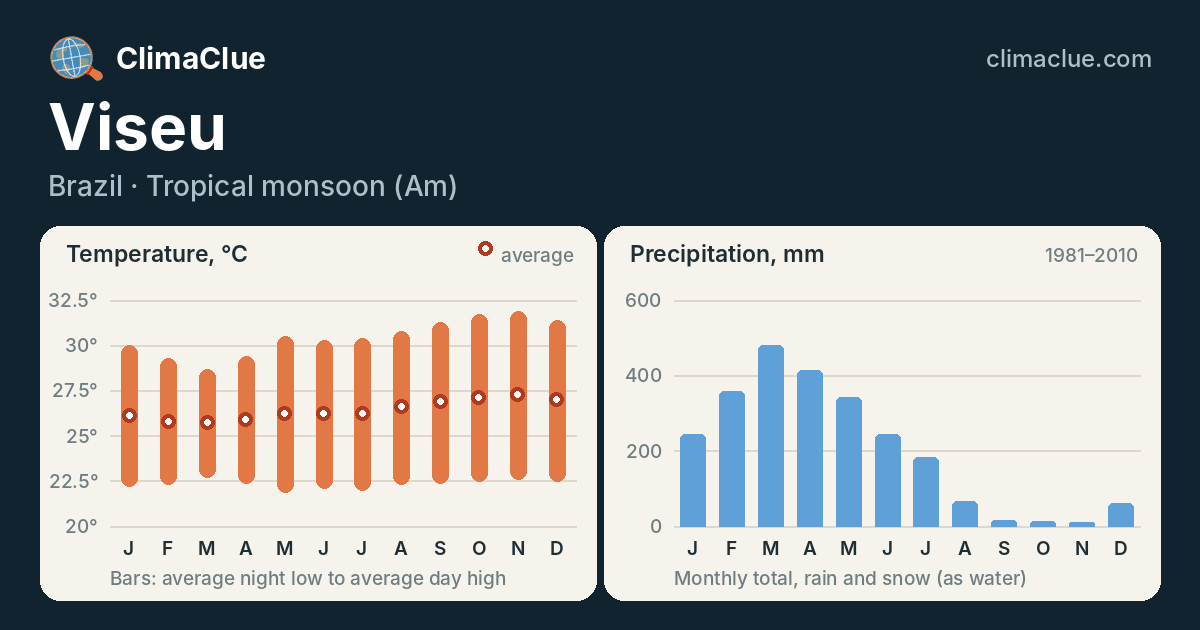 ClimaClue
climaclue.com
Viseu
Brazil · Tropical monsoon (Am)
Temperature, °C
average
32.5°
30°
27.5°
25°
22.5°
20°
J F M A M J J A S O N D
Bars: average night low to average day high
Precipitation, mm
1981–2010
600
400
200
0
J F M A M J J A S O N D
Monthly total, rain and snow (as water)